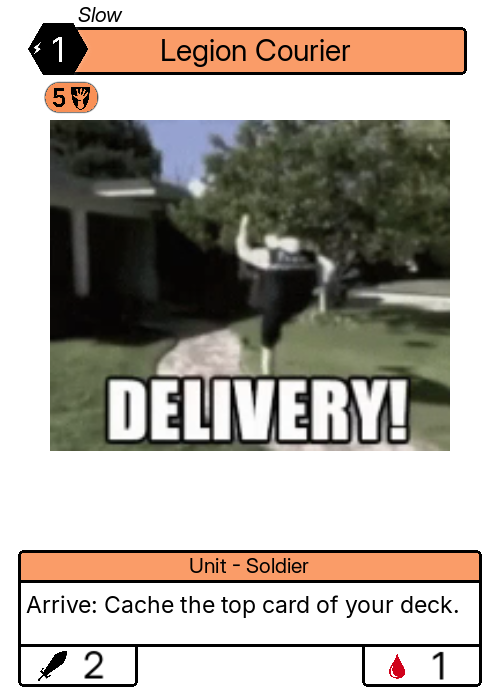 Slow
1
Legion Courier
5
DELIVERY!
Unit - Soldier
Arrive: Cache the top card of your deck.
2
1